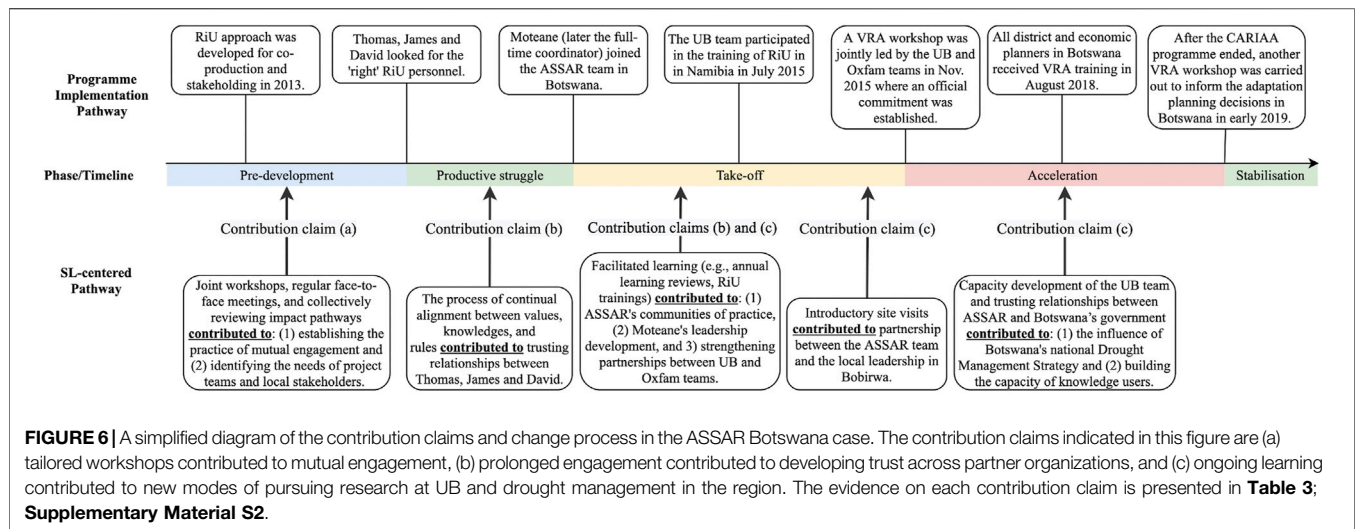 RiU approach was
developed for co-
production and
stakeholding in 2013.
Thomas, James and
David looked for the
'right' RiU personnel.
Moteane (later the full-
time coordinator) joined
the ASSAR team in
Botswana.
The UB team participated
in the training of RiU in
in Namibia in July 2015
A VRA workshop was
jointly led by the UB and
Oxfam teams in Nov.
2015 where an official
commitment was
established.
All district and economic
planners in Botswana
received VRA training in
August 2018.
After the CARIAA
programme ended, another
VRA workshop was carried
out to inform the adaptation
planning decisions in
Botswana in early 2019.
Programme
Implementation
Pathway
Phase/Timeline
Pre-development
Productive struggle
Take-off
Acceleration
Stabilisation
Contribution claim (a)
Contribution claim (b)
Contribution claims (b) and (c)
Contribution claim (c)
Contribution claim (c)
SL-centered
Pathway
Joint workshops, regular face-to-
face meetings, and collectively
reviewing impact pathways
contributed to: (1) establishing the
practice of mutual engagement and
(2) identifying the needs of project
teams and local stakeholders.
The process of continual
alignment between values,
knowledges, and
rules contributed to trusting
relationships between
Thomas, James and David.
Facilitated learning (e.g., annual
learning reviews, RiU
trainings) contributed to: (1)
ASSAR's communities of practice,
(2) Moteane's leadership
development, and 3) strengthening
partnerships between UB and
Oxfam teams.
Introductory site visits
contributed to partnership
between the ASSAR team
and the local leadership in
Bobirwa.
Capacity development of the UB team
and trusting relationships between
ASSAR and Botswana's government
contributed to: (1) the influence of
Botswana's national Drought
Management Strategy and (2) building
the capacity of knowledge users.
FIGURE 6 | A simplified diagram of the contribution claims and change process in the ASSAR Botswana case. The contribution claims indicated in this figure are (a)
tailored workshops contributed to mutual engagement, (b) prolonged engagement contributed to developing trust across partner organizations, and (c) ongoing learning
contributed to new modes of pursuing research at UB and drought management in the region. The evidence on each contribution claim is presented in Table 3;
Supplementary Material S2.